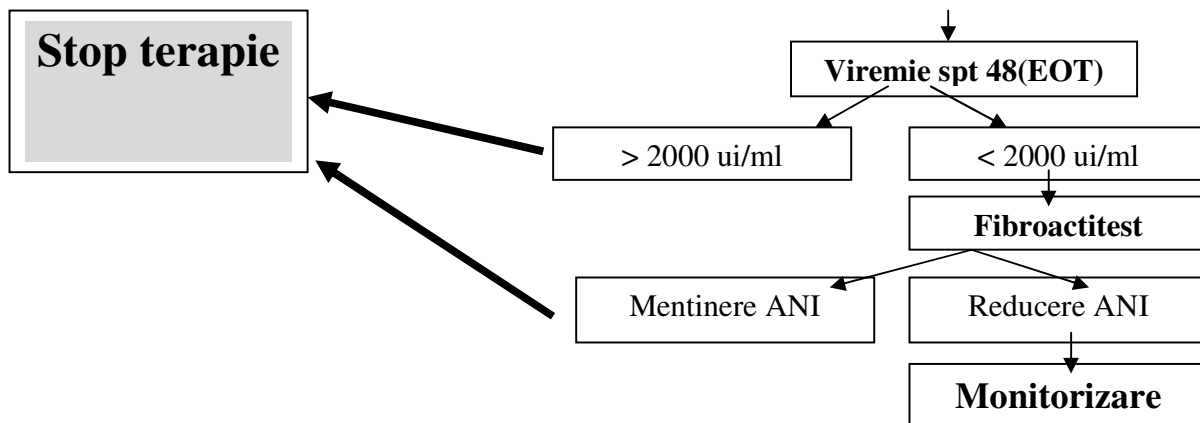 Stop terapie
Viremie spt 48(EOT)
> 2000 ui/ml
< 2000 ui/ml
Fibroactitest
Mentinere ANI
Reducere ANI
Monitorizare